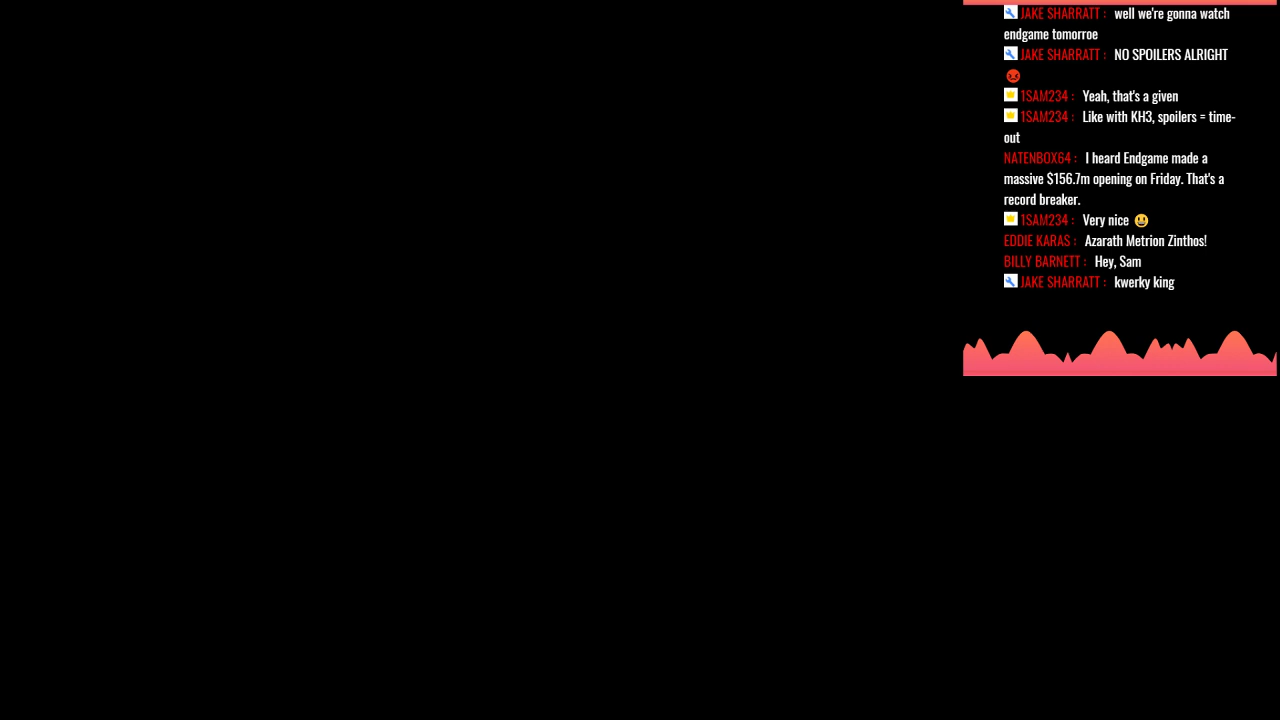 JAKE SHARRATT : well we're gonna watch
endgame tomorroe
JAKE SHARRATT : NO SPOILERS ALRIGHT
😡
1SAM234 : Yeah, that's a given
1SAM234 : Like with KH3, spoilers = time-
out
NATENBOX64 : I heard Endgame made a
massive $156.7m opening on Friday. That's a
record breaker.
1SAM234 : Very nice 😃
EDDIE KARAS : Azarath Metrion Zinthos!
BILLY BARNETT : Hey, Sam
JAKE SHARRATT : kwerky king